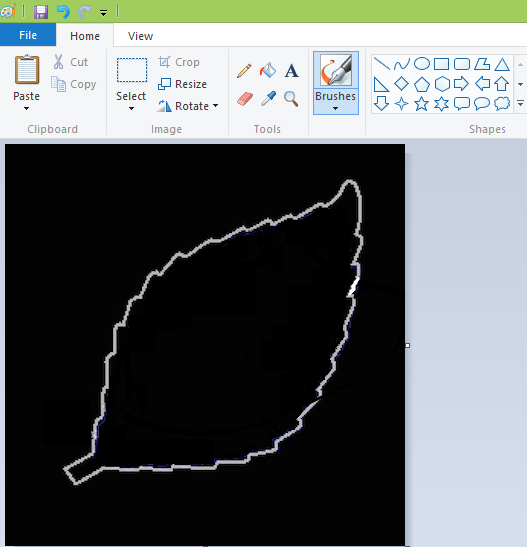 File Home View
Paste Cut Copy
Select Crop Resize Rotate
A
Brushes
Clipboard Image Tools Shapes